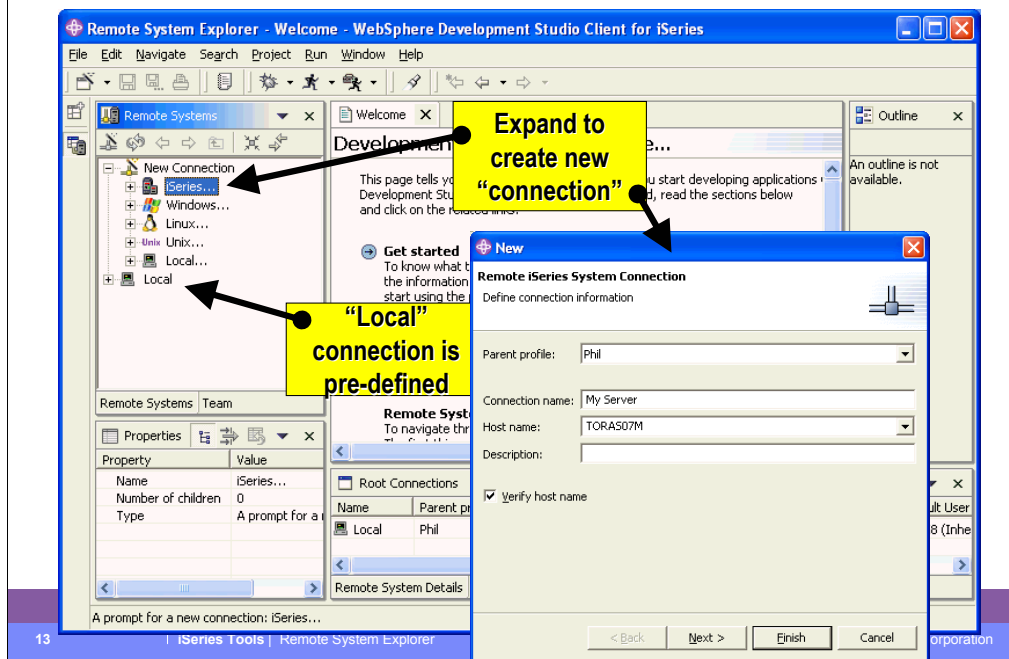 Remote System Explorer - Welcome - WebSphere Development Studio Client for iSeries
File Edit Navigate Search Project Run Window Help
Remote Systems
New Connection
iSeries...
Windows...
Linux...
Unix Unix...
Local...
Local
Remote Systems Team
Welcome
Developmen
e...
This page tells yo
u start developing applications
Development Stu
d, read the sections below
and click on the related links.
Get started
To know what t
the information
start using the
Remote Syst
To navigate thr
Expand to
create new
“connection”
“Local”
connection is
pre-defined
Outline
An outline is not
available.
New
Remote iSeries System Connection
Define connection information
Parent profile: Phil
Connection name: My Server
Host name: TORAS07M
Description:
Verify host name
< Back Next > Finish Cancel
Properties
Property Value
Name iSeries...
Number of children 0
Type A prompt for a
Root Connections
Name Parent p
Local Phil
ult User
8 (Inhe
Remote System Details
A prompt for a new connection: iSeries...
13 | iSeries Tools | Remote System Explorer
orporation